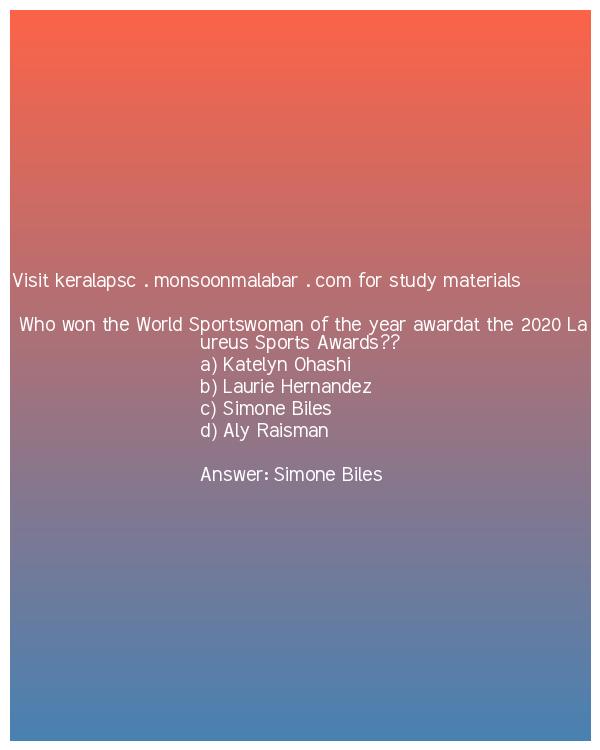 Visit keralapsc . monsoonmalabar . com for study materials
Who won the World Sportswoman of the year awardat the 2020 La
ureus Sports Awards??
a) Katelyn Ohashi
b) Laurie Hernandez
c) Simone Biles
d) Aly Raisman
Answer: Simone Biles